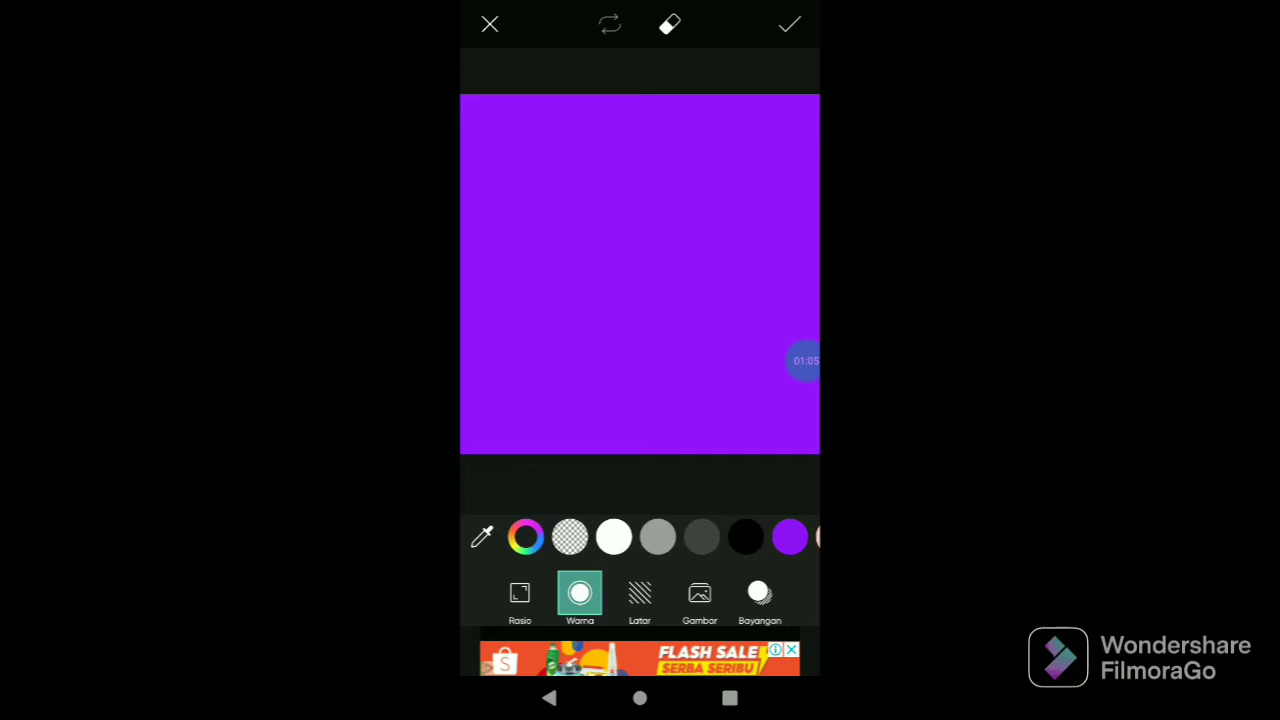 01:05
Rasio
Warna
Latar
Gambar
Bayangan
S
FLASH SALE
SERBA SERIBU
Wondershare
FilmoraGo